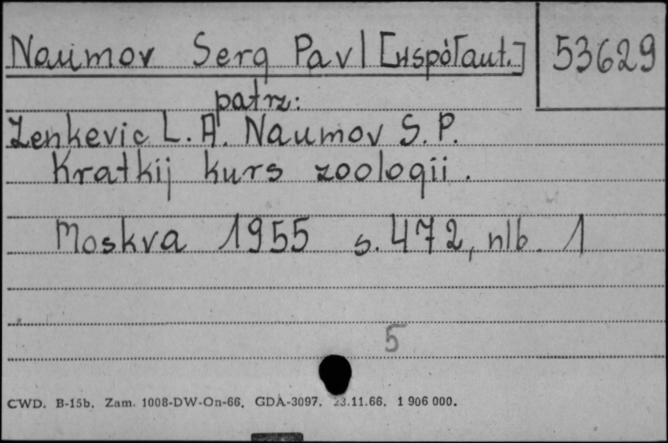 Naumov Serg Pavl [współaut.] 53629
patrz:
Zenkevic L. A. Naumov S. P.
Kratkij kurs zoologii.
Moskva 1955 s. 472, nlb. 1
5
CWD. B-15b. Zam. 1008-DW-On-66. GDA-3097. 23.11.66. 1 906 000.